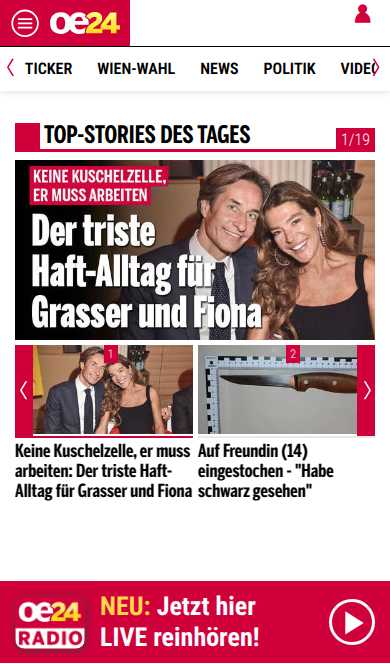 oe24
TICKER WIEN-WAHL NEWS POLITIK VIDEO
TOP-STORIES DES TAGES
1/19
KEINE KUSCHELZELLE,
ER MUSS ARBEITEN
Der triste
Haft-Alltag für
Grasser und Fiona
1
2
Keine Kuschelzelle, er muss
arbeiten: Der triste Haft-
Alltag für Grasser und Fiona
Auf Freundin (14)
eingestochen - "Habe
schwarz gesehen"
oe24
RADIO
NEU: Jetzt hier
LIVE reinhören!